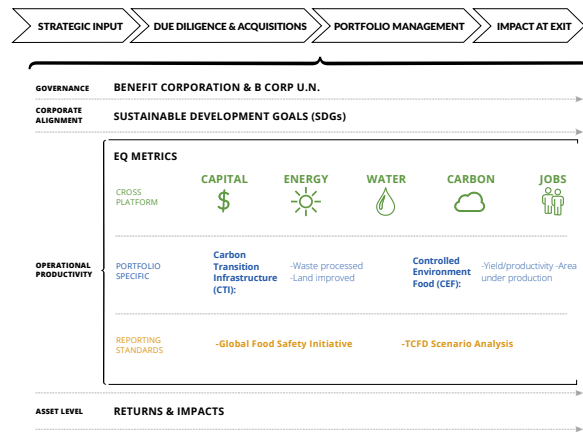 STRATEGIC INPUT
DUE DILIGENCE & ACQUISITIONS
PORTFOLIO MANAGEMENT
IMPACT AT EXIT
GOVERNANCE
BENEFIT CORPORATION & B CORP U.N.
CORPORATE
ALIGNMENT
SUSTAINABLE DEVELOPMENT GOALS (SDGs)
OPERATIONAL
PRODUCTIVITY
EQ METRICS
CROSS
PLATFORM
CAPITAL
$
ENERGY
WATER
CARBON
JOBS
PORTFOLIO
SPECIFIC
Carbon
Transition
Infrastructure
(CTI):
-Waste processed
-Land improved
Controlled
Environment
Food (CEF):
-Yield/productivity -Area
under production
REPORTING
STANDARDS
-Global Food Safety Initiative
-TCFD Scenario Analysis
ASSET LEVEL
RETURNS & IMPACTS